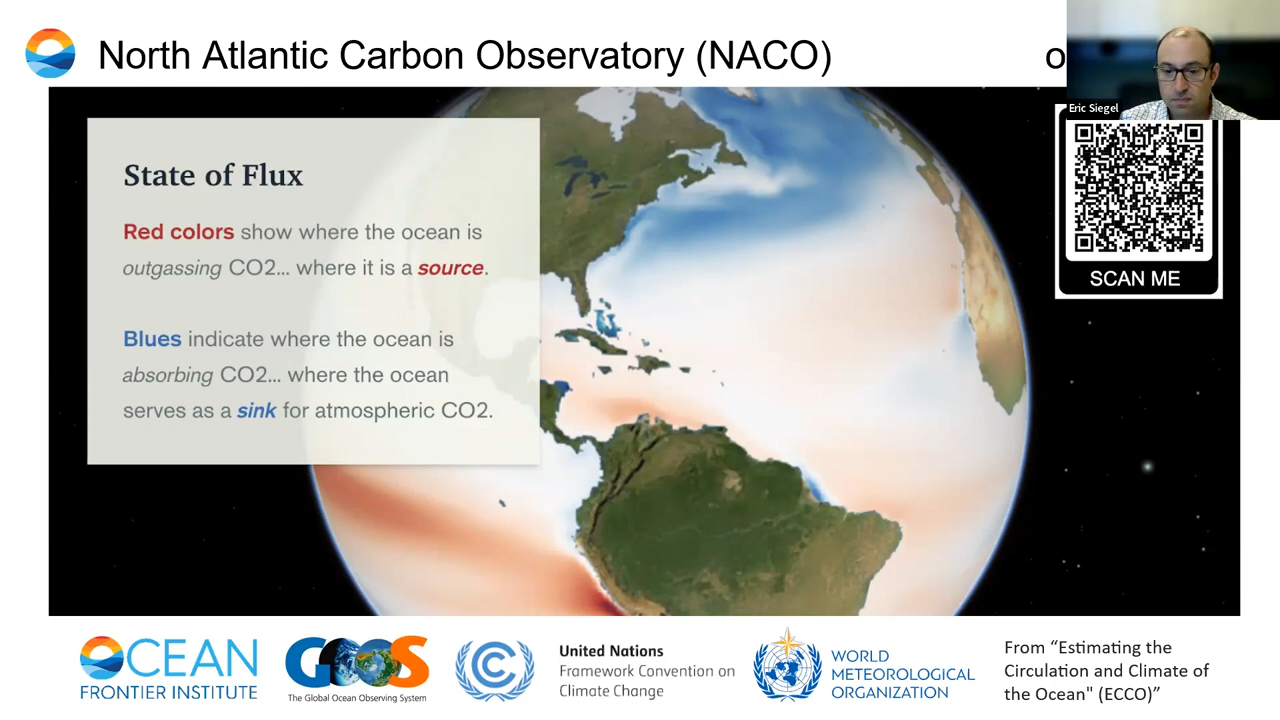 North Atlantic Carbon Observatory (NACO)
Eric Siegel
State of Flux
Red colors show where the ocean is
outgassing CO2... where it is a source.
Blues indicate where the ocean is
absorbing CO2... where the ocean
serves as a sink for atmospheric CO2.
SCAN ME
OCEAN
FRONTIER INSTITUTE
GOOS
The Global Ocean Observing System
United Nations
Framework Convention on
Climate Change
WORLD
METEOROLOGICAL
ORGANIZATION
From “Estimating the
Circulation and Climate of
the Ocean" (ECCO)”